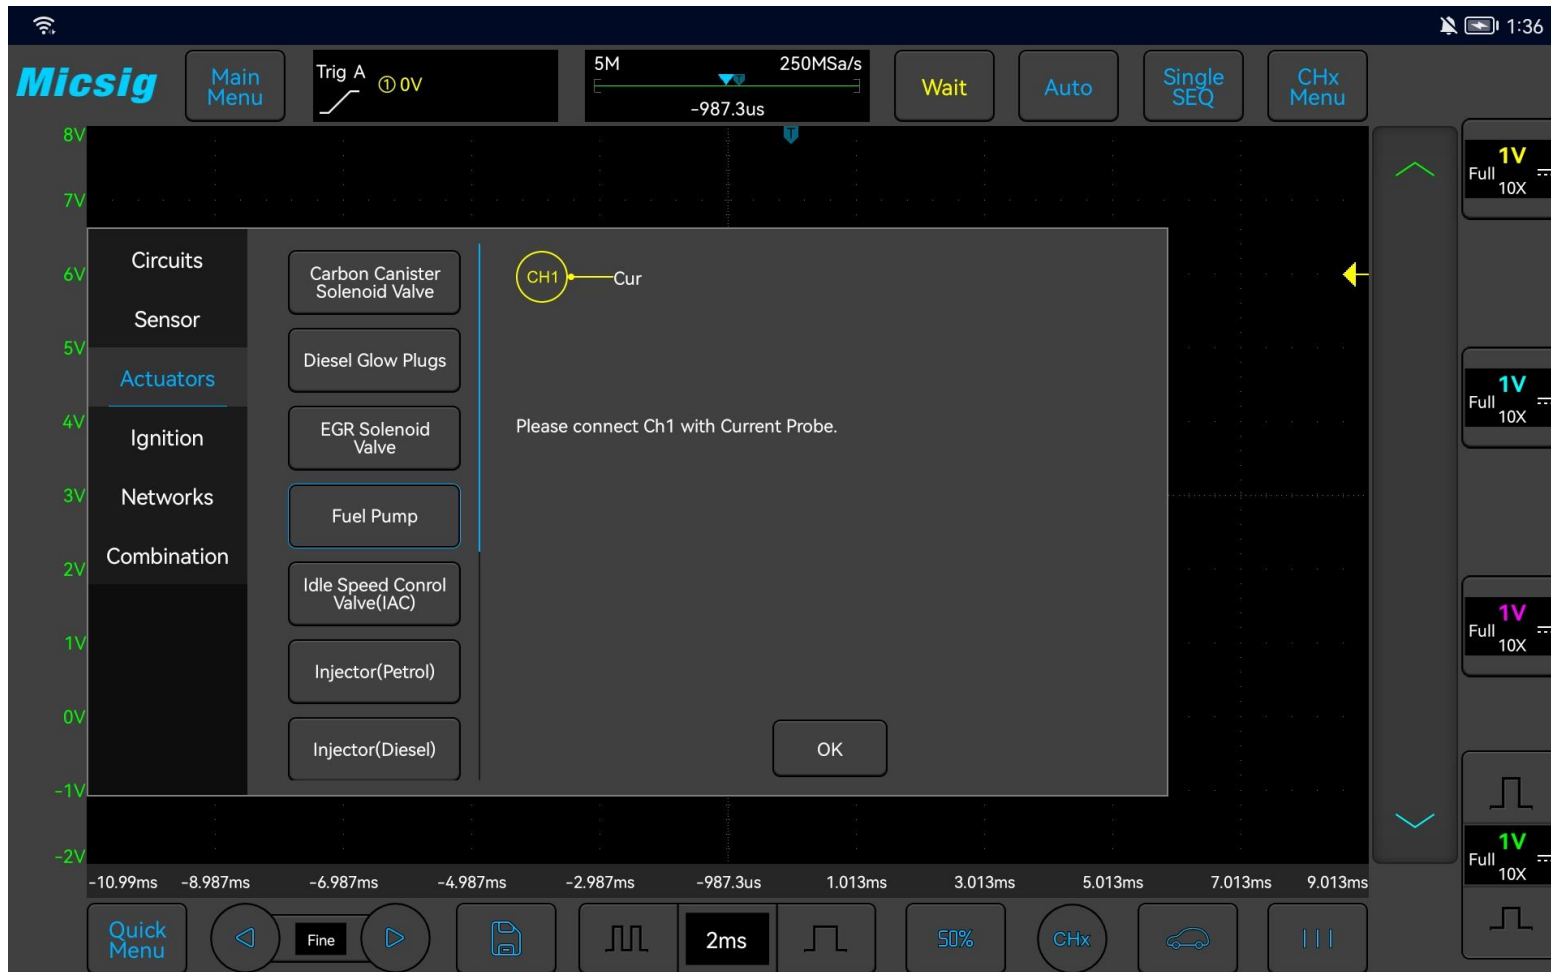 1:36
Micsig
Main
Menu
Trig A
① 0V
5M
250MSa/s
-987.3us
Wait
Auto
Single
SEQ
CHx
Menu
T
8V
7V
6V
5V
4V
3V
2V
1V
0V
-1V
-2V
Circuits
Sensor
Actuators
Ignition
Networks
Combination
Carbon Canister
Solenoid Valve
Diesel Glow Plugs
EGR Solenoid
Valve
Fuel Pump
Idle Speed Conrol
Valve(IAC)
Injector(Petrol)
Injector(Diesel)
CH1
Cur
Please connect Ch1 with Current Probe.
OK
1V
Full
10X
1V
Full
10X
1V
Full
10X
1V
Full
10X
-10.99ms -8.987ms -6.987ms -4.987ms -2.987ms -987.3us 1.013ms 3.013ms 5.013ms 7.013ms 9.013ms
Quick
Menu
Fine
2ms
50%
CHx